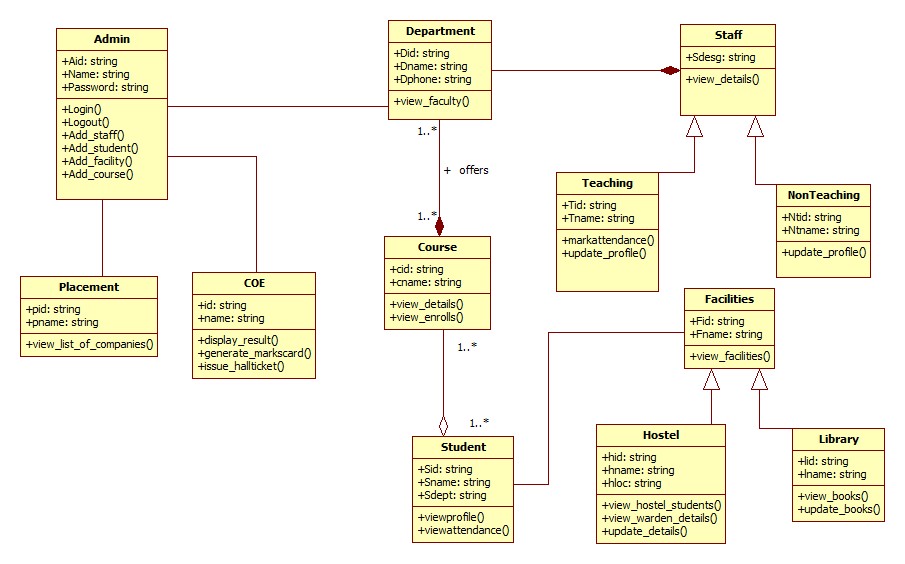 Admin
+Aid: string
+Name: string
+Password: string
+Login()
+Logout()
+Add_staff()
+Add_student()
+Add_facility()
+Add_course()
Department
+Did: string
+Dname: string
+Dphone: string
+view_faculty()
Staff
+Sdesg: string
+view_details()
1..*
+ offers
1..*
Teaching
+Tid: string
+Tname: string
+markattendance()
+update_profile()
NonTeaching
+Ntid: string
+Ntname: string
+update_profile()
Placement
+pid: string
+pname: string
+view_list_of_companies()
COE
+id: string
+name: string
+display_result()
+generate_markscard()
+issue_hallticket()
Course
+cid: string
+cname: string
+view_details()
+view_enrolls()
Facilities
+Fid: string
+Fname: string
+view_facilities()
1..*
1..*
Student
+Sid: string
+Sname: string
+Sdept: string
+viewprofile()
+viewattendance()
Hostel
+hid: string
+hname: string
+hloc: string
+view_hostel_students()
+view_warden_details()
+update_details()
Library
+lid: string
+lname: string
+view_books()
+update_books()